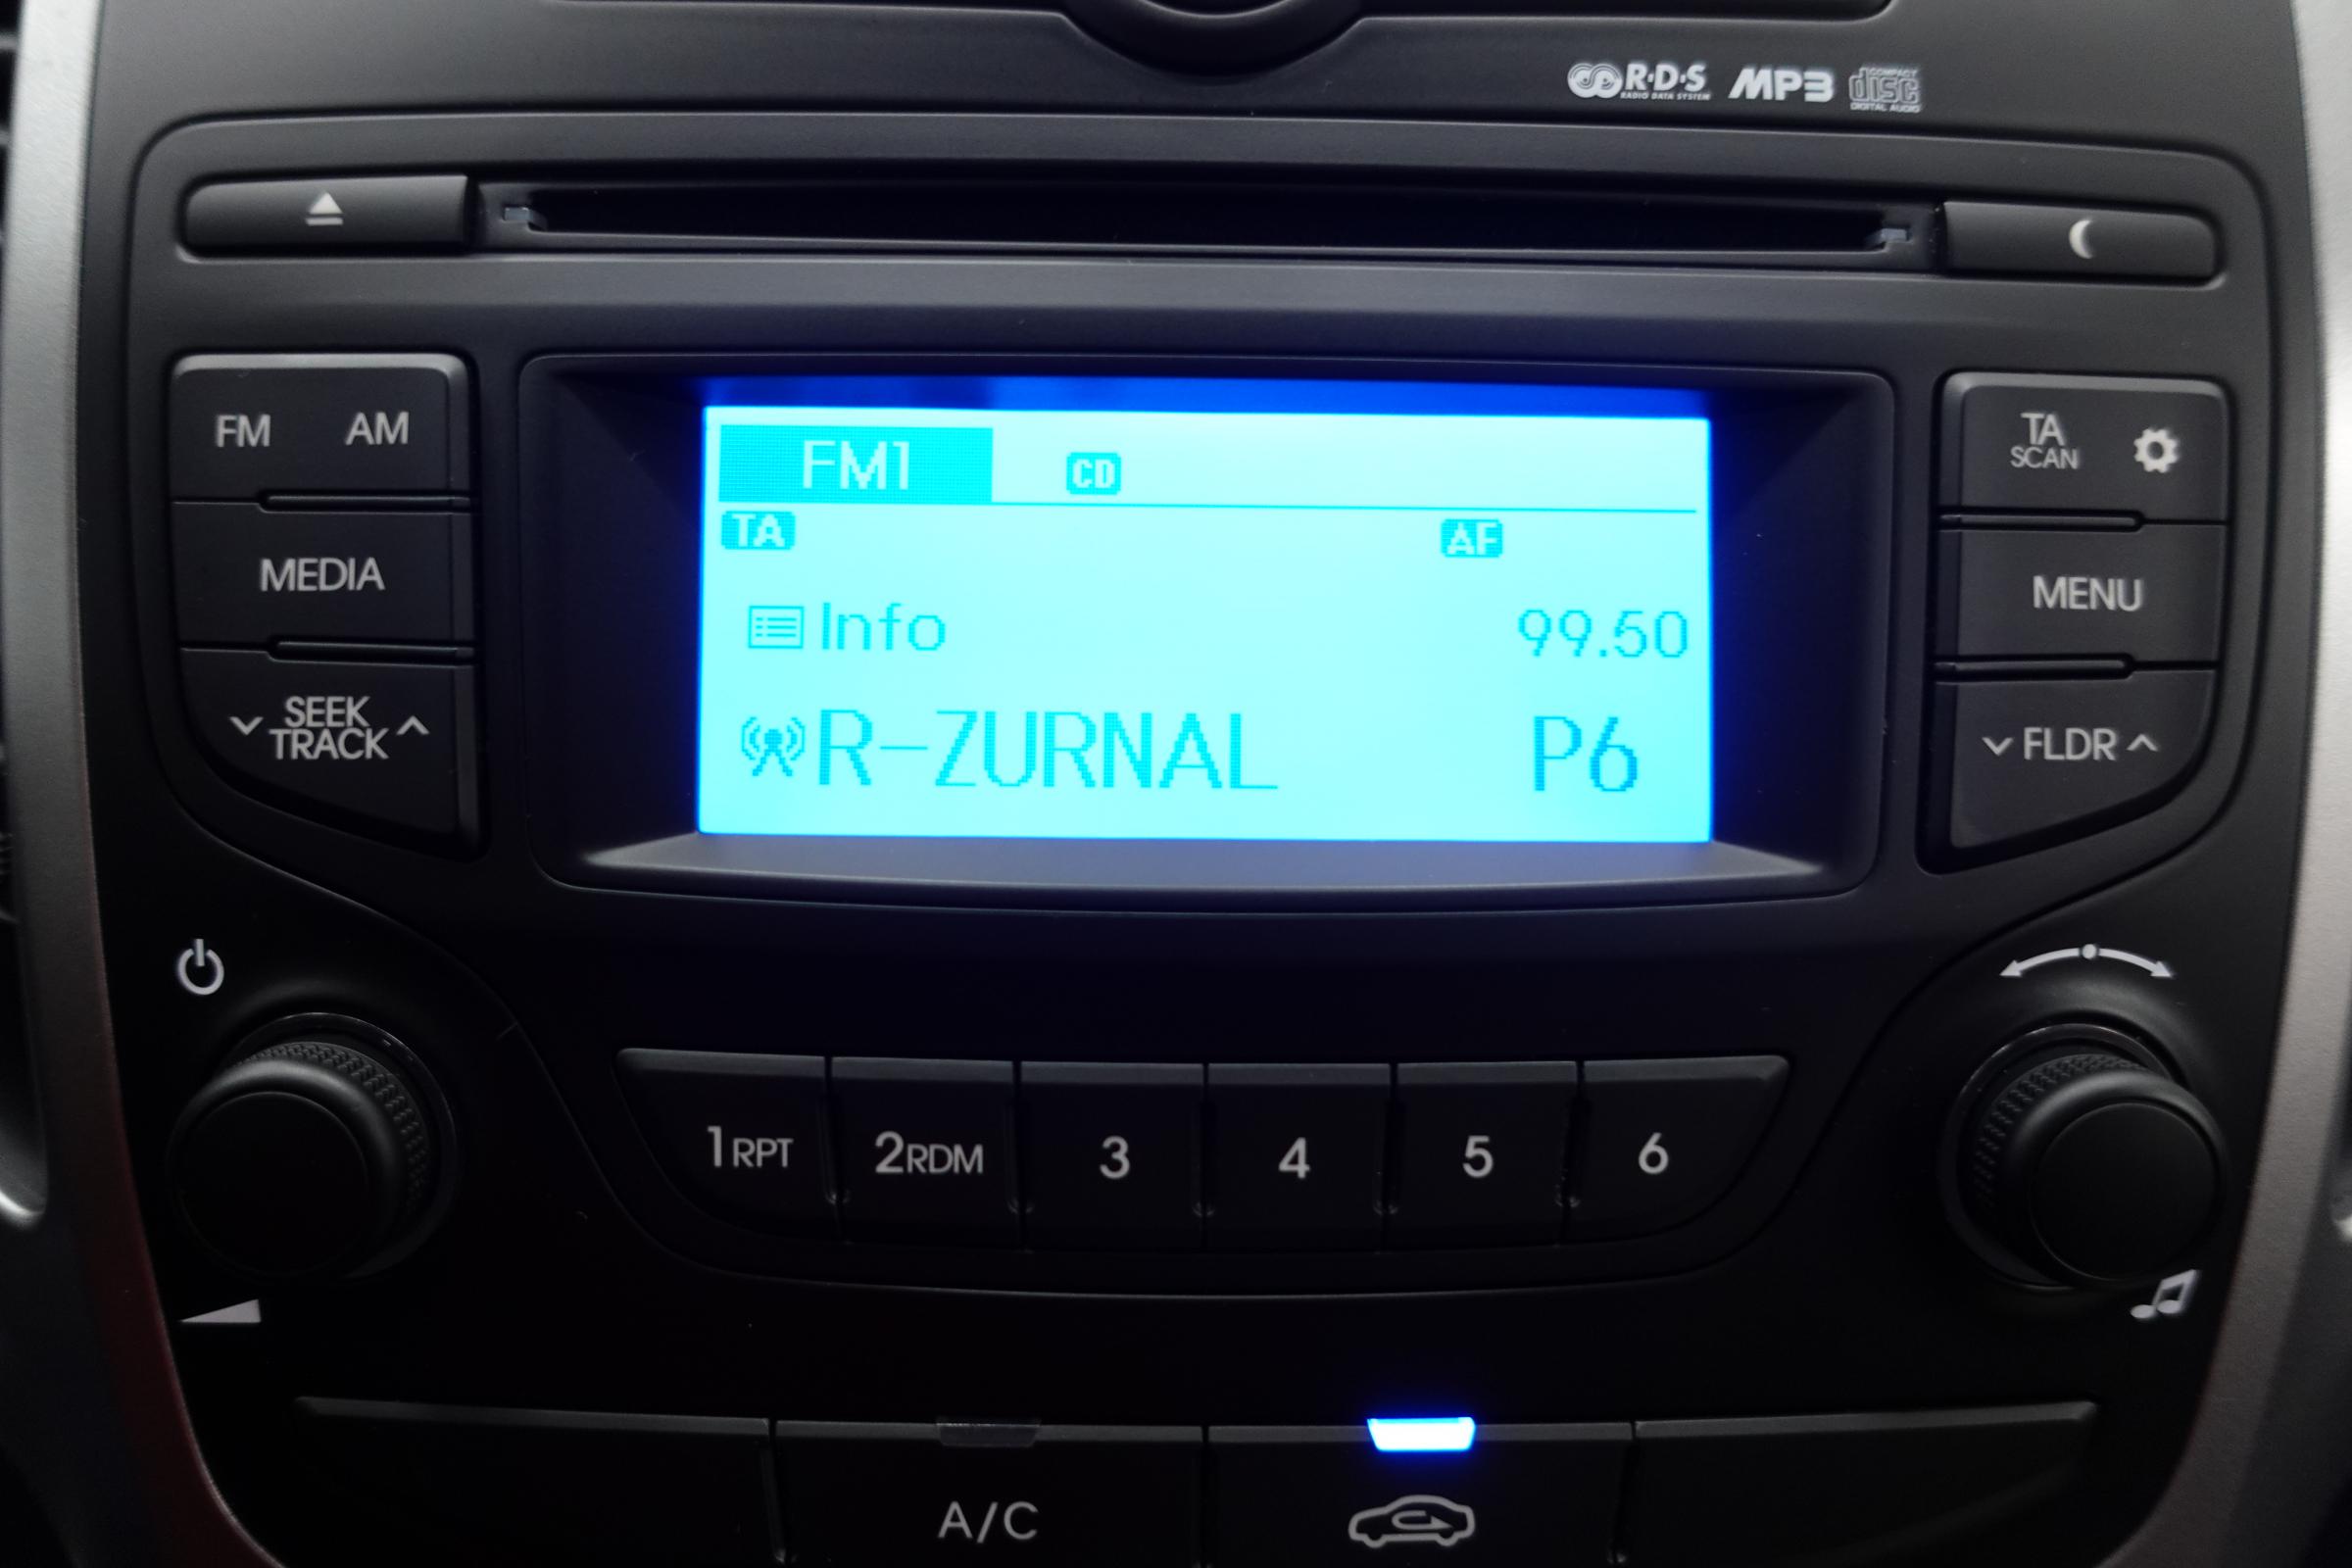 R·D·S MP3 COMPACT disc
RADIO DATA SYSTEM DIGITAL AUDIO
FM AM
MEDIA
SEEK
TRACK
FM1 CD
TA AF
Info 99.50
R-ZURNAL P6
TA
SCAN
MENU
FLDR
1RPT 2RDM 3 4 5 6
A/C